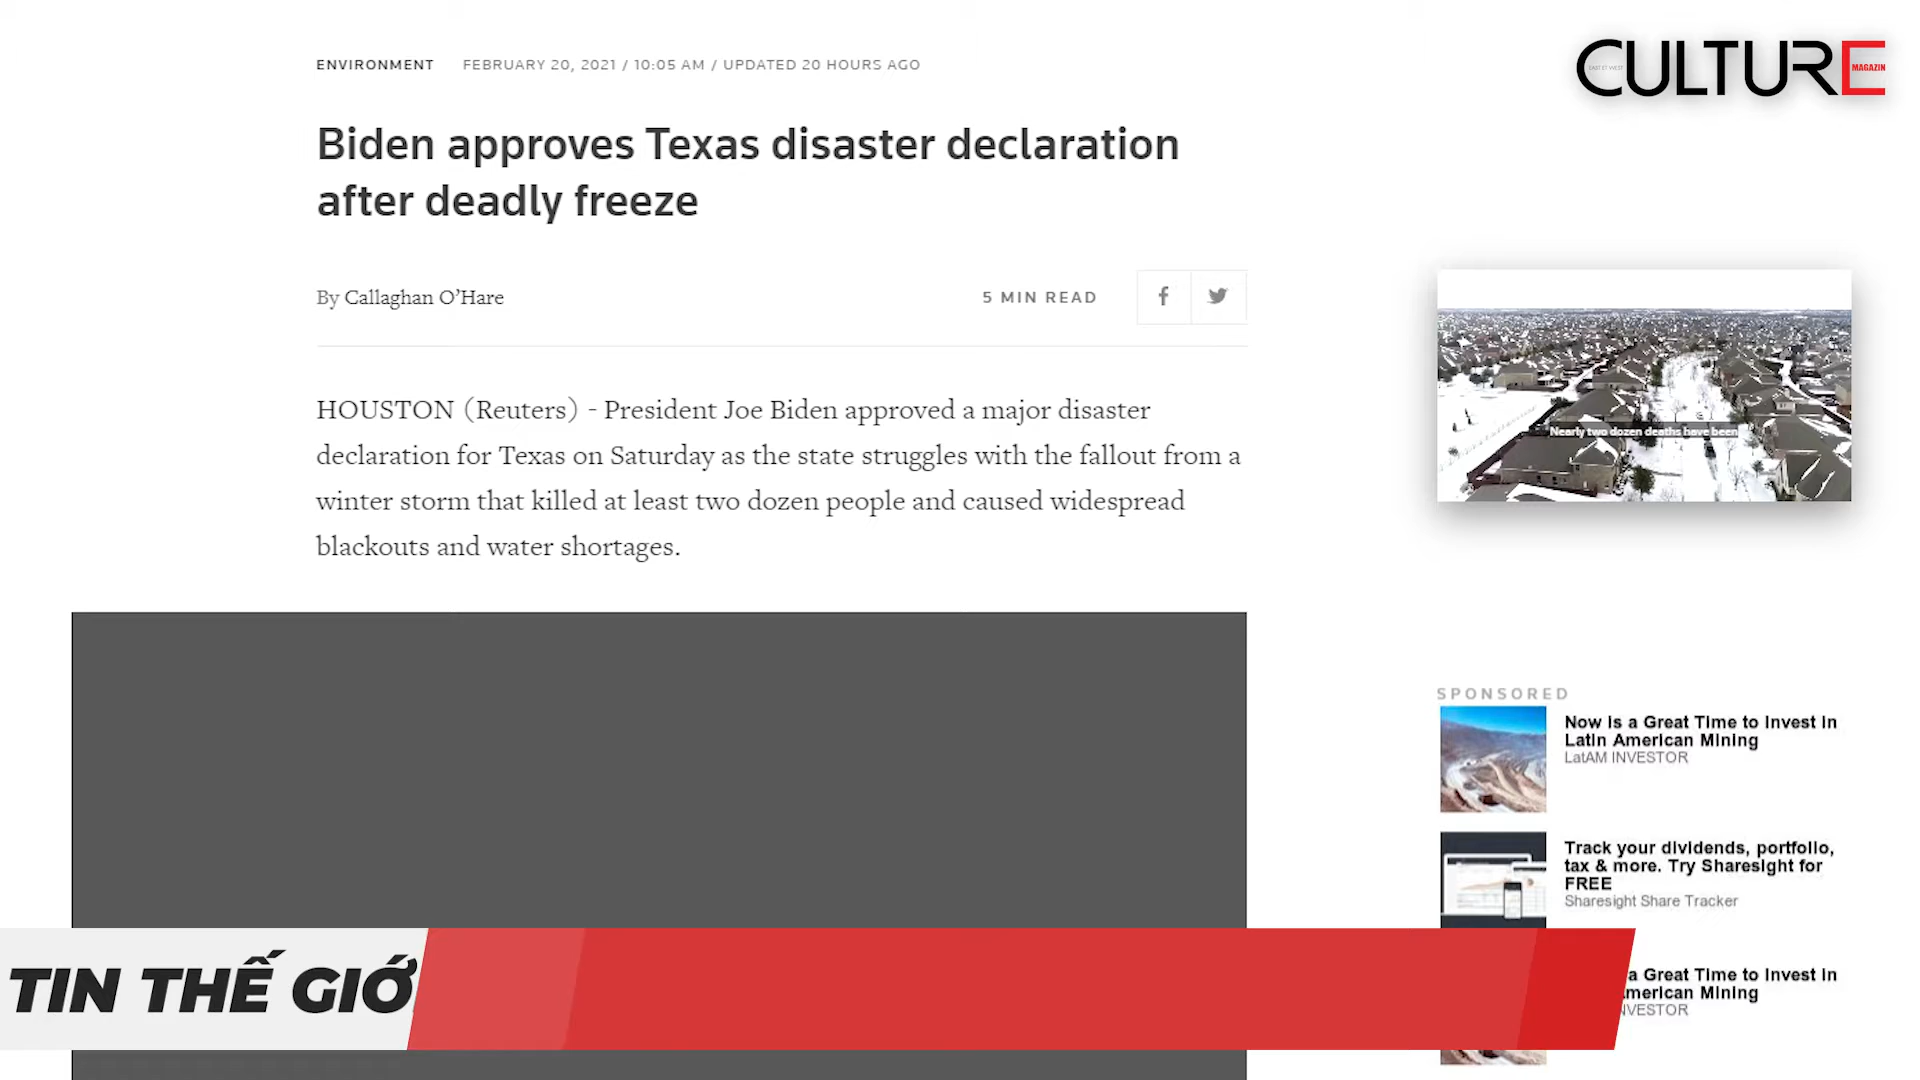 ENVIRONMENT FEBRUARY 20, 2021 / 10:05 AM / UPDATED 20 HOURS AGO
CULTURE
EAST ET WEST
MAGAZIN
Biden approves Texas disaster declaration
after deadly freeze
By Callaghan O’Hare
5 MIN READ
HOUSTON (Reuters) - President Joe Biden approved a major disaster
declaration for Texas on Saturday as the state struggles with the fallout from a
winter storm that killed at least two dozen people and caused widespread
blackouts and water shortages.
Nearly two dozen deaths have been
SPONSORED
Now is a Great Time to Invest in
Latin American Mining
LatAM INVESTOR
Track your dividends, portfolio,
tax & more. Try Sharesight for
FREE
Sharesight Share Tracker
a Great Time to Invest in
merican Mining
NVESTOR
TIN THẾ GIỚ